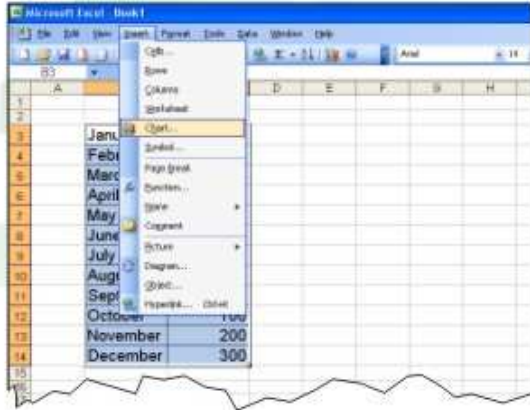 Microsoft Excel - Book1
File Edit View Insert Format Tools Data Window Help
Arial 14
B3
A D E F G H
Cells...
Rows
Columns
Worksheet
Chart...
Symbol...
Page Break
Function...
Name
Comment
Picture
Diagram...
Object...
Hyperlink... Ctrl+K
1
2
3 Janu
4 Febr
5 Marc
6 April
7 May
8 June
9 July
10 Augu
11 Sept
12 October 100
13 November 200
14 December 300
15
16